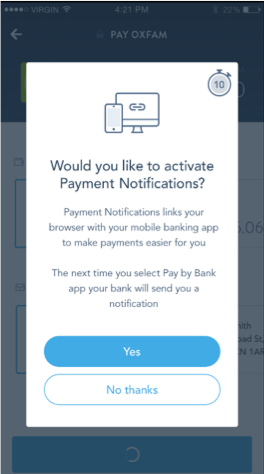 VIRGIN 4:21 PM 22%
PAY OXFAM
10
Would you like to activate
Payment Notifications?
Payment Notifications links your
browser with your mobile banking app
to make payments easier for you
The next time you select Pay by Bank
app your bank will send you a
notification
Yes
No thanks